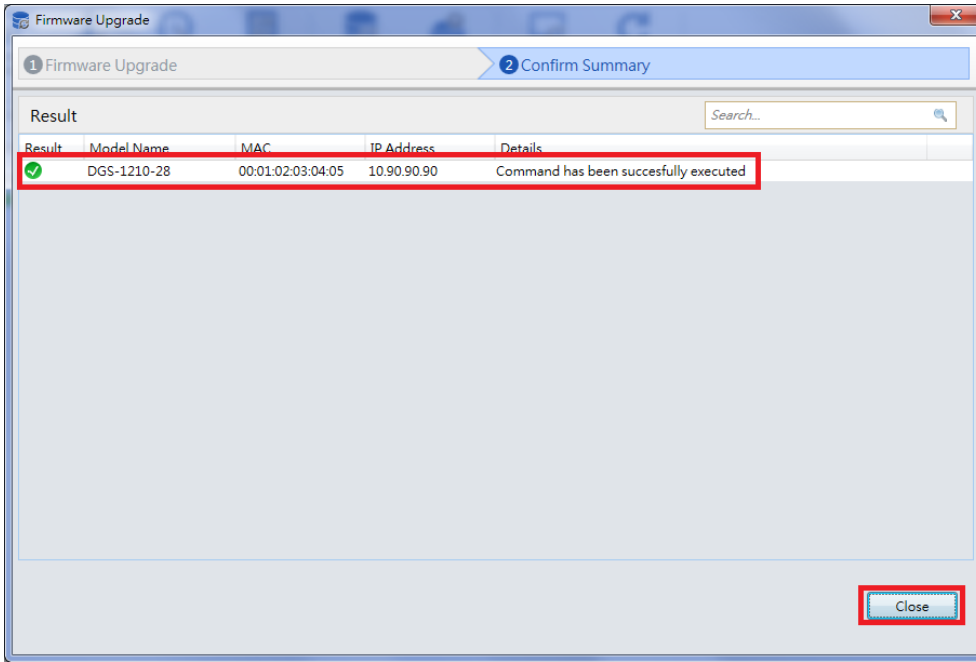 Firmware Upgrade
1 Firmware Upgrade
2 Confirm Summary
Result
Search...
Result Model Name MAC IP Address Details
DGS-1210-28 00:01:02:03:04:05 10.90.90.90 Command has been succesfully executed
Close